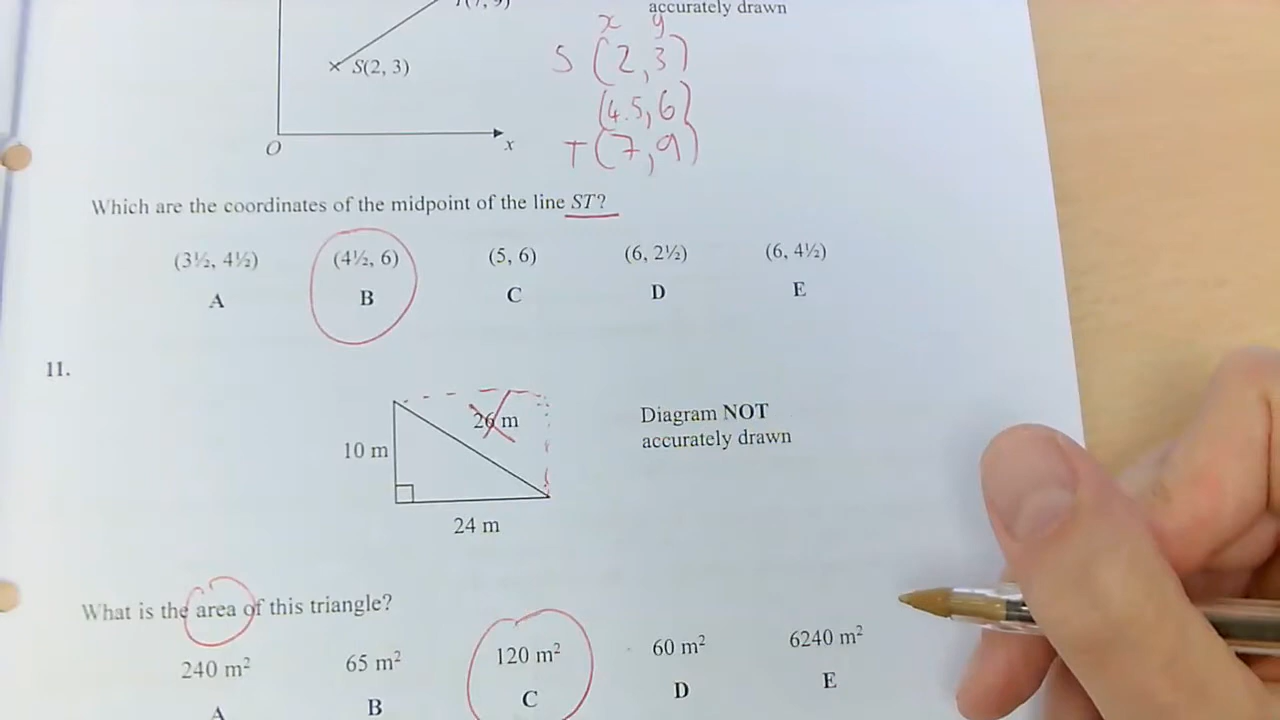 accurately drawn
x y
S(2, 3)
S (2,3)
(4.5,6)
T(7,9)
O
x
Which are the coordinates of the midpoint of the line ST?
(3½, 4½) (4½, 6) (5, 6) (6, 2½) (6, 4½)
A B C D E
11.
26 m
10 m
24 m
Diagram NOT
accurately drawn
What is the area of this triangle?
240 m² 65 m² 120 m² 60 m² 6240 m²
A B C D E